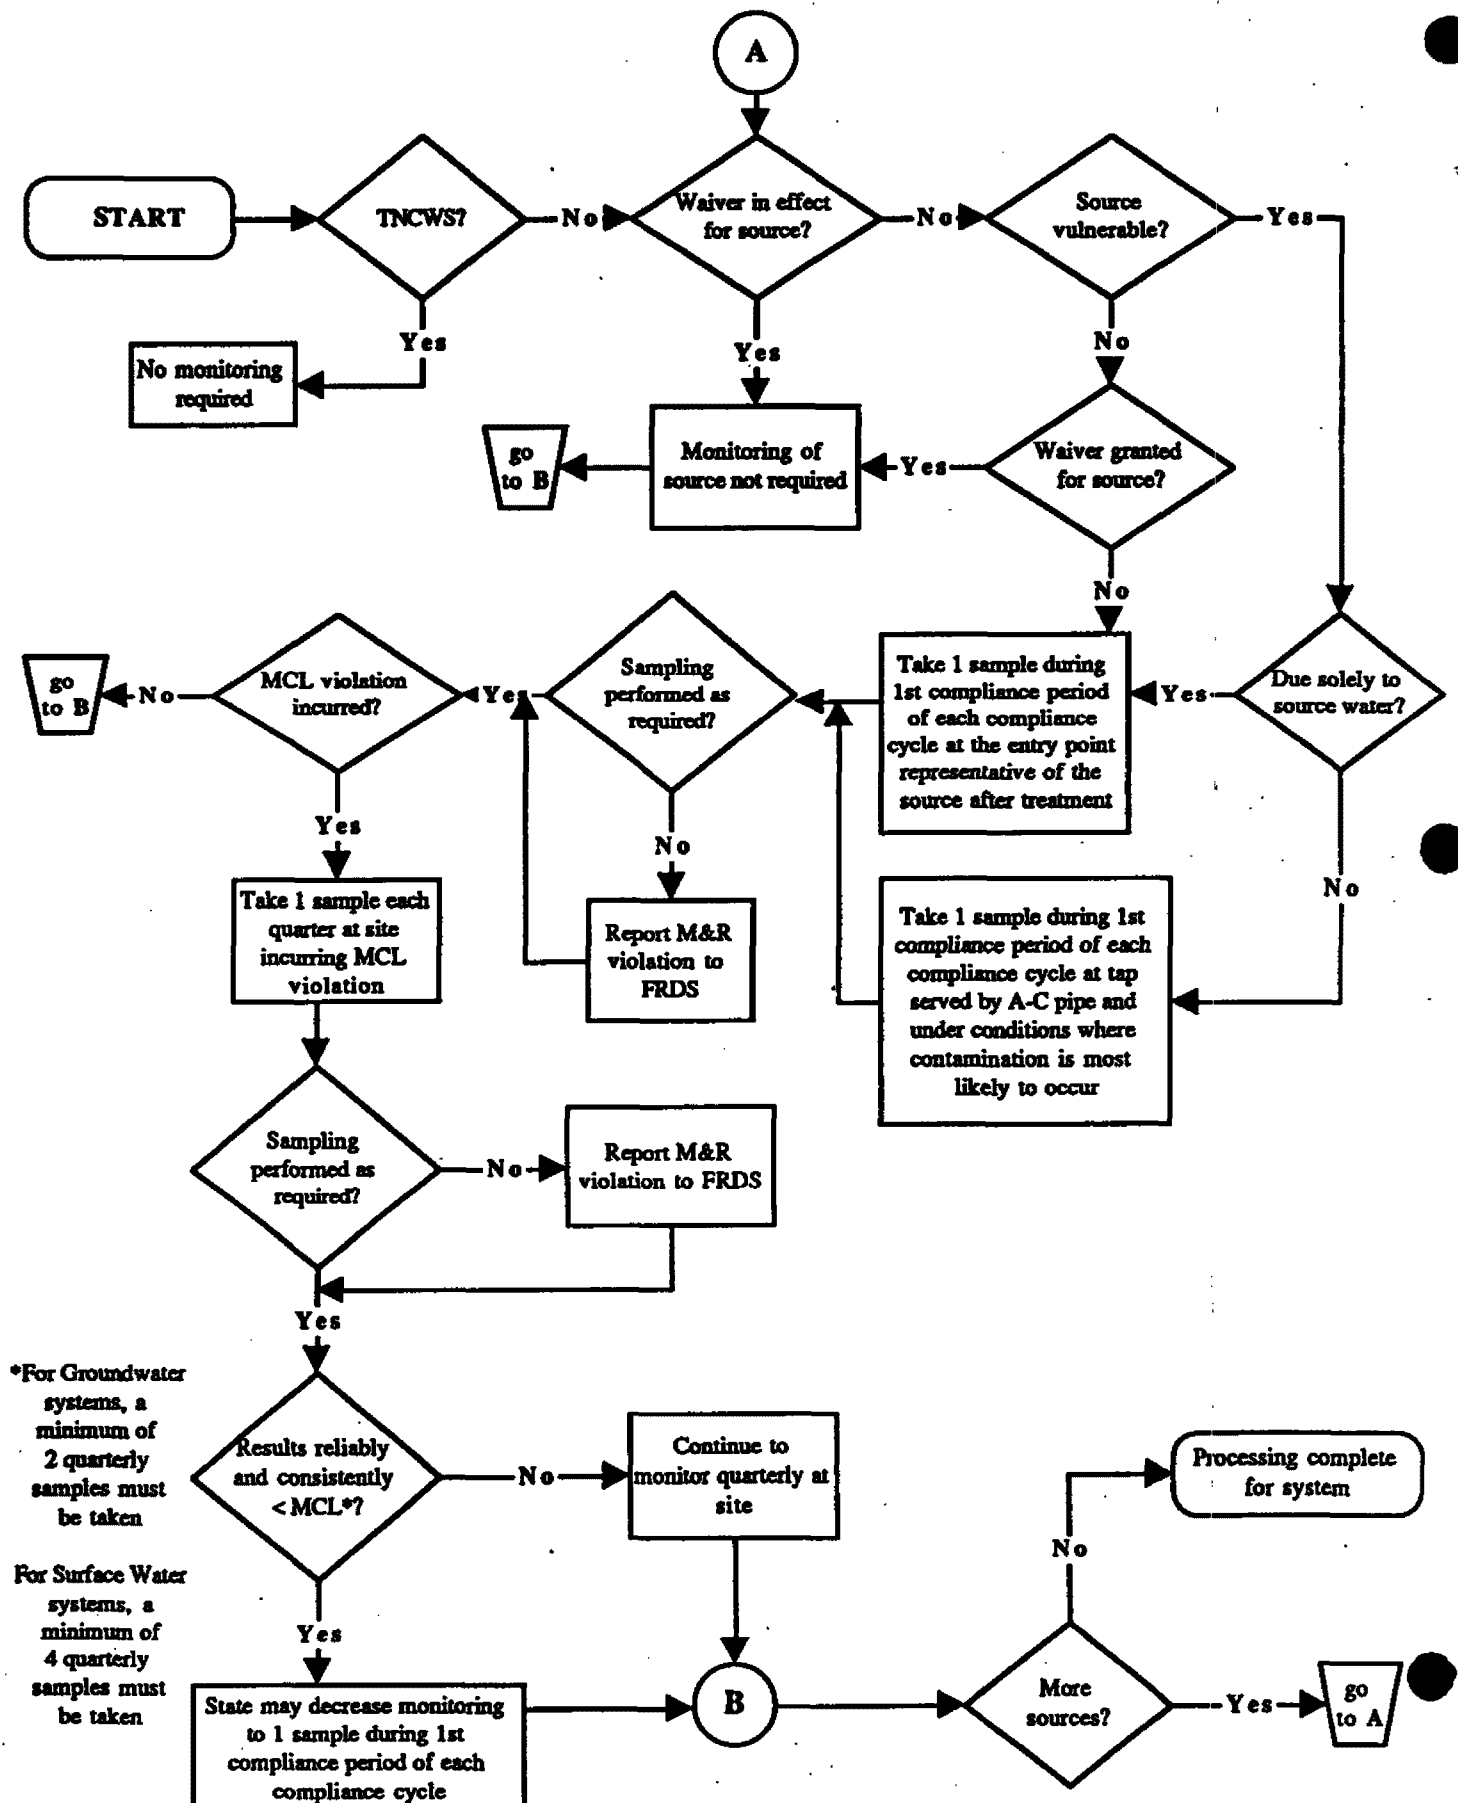 A
START
TNCWS?
No
Waiver in effect
for source?
No
Source
vulnerable?
Yes
Yes
No monitoring
required
Yes
No
go
to B
Monitoring of
source not required
Yes
Waiver granted
for source?
No
go
to B
No
MCL violation
incurred?
Yes
Sampling
performed as
required?
Take 1 sample during
1st compliance period
of each compliance
cycle at the entry point
representative of the
source after treatment
Yes
Due solely to
source water?
Yes
No
No
Take 1 sample each
quarter at site
incurring MCL
violation
Report M&R
violation to
FRDS
Take 1 sample during 1st
compliance period of each
compliance cycle at tap
served by A-C pipe and
under conditions where
contamination is most
likely to occur
Sampling
performed as
required?
No
Report M&R
violation to FRDS
Yes
*For Groundwater
systems, a
minimum of
2 quarterly
samples must
be taken
Results reliably
and consistently
< MCL*?
No
Continue to
monitor quarterly at
site
Processing complete
for system
No
For Surface Water
systems, a
minimum of
4 quarterly
samples must
be taken
Yes
State may decrease monitoring
to 1 sample during 1st
compliance period of each
compliance cycle
B
More
sources?
Yes
go
to A